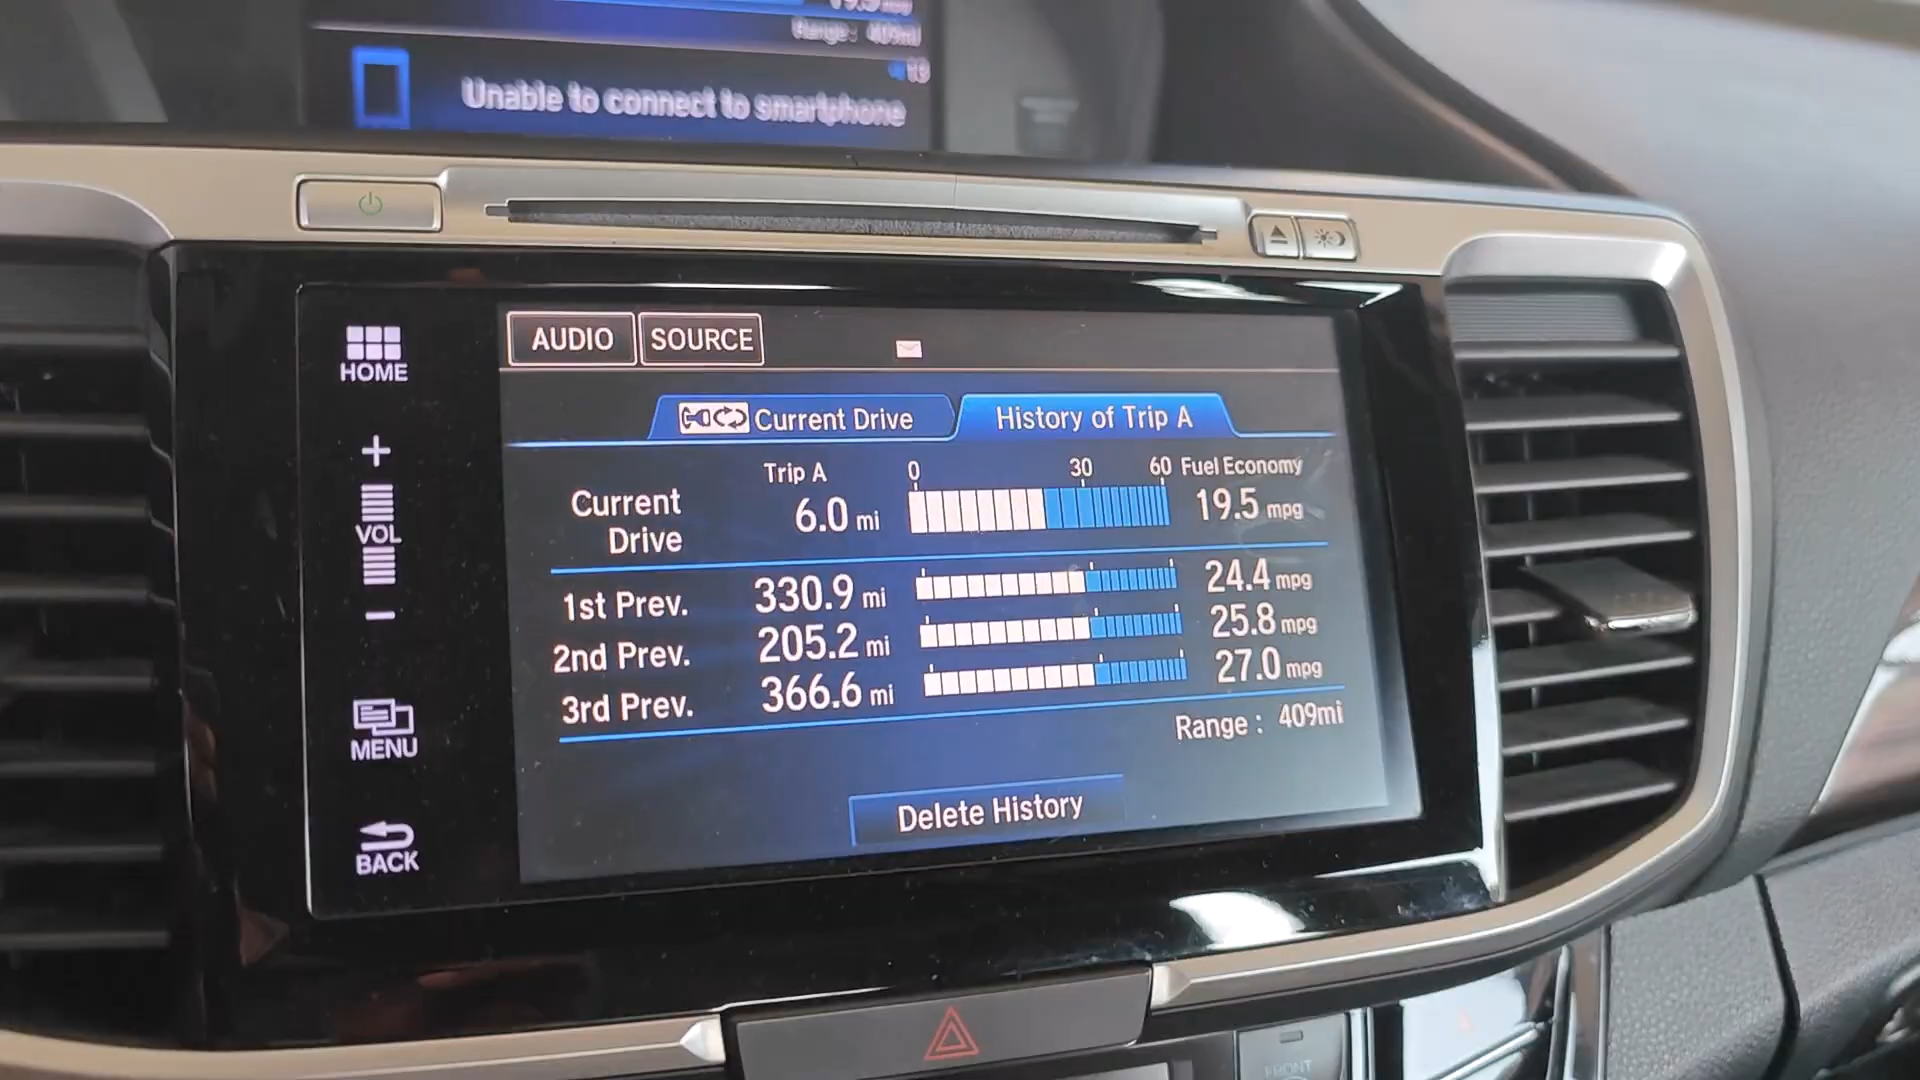 Range: 409mi
Unable to connect to smartphone
AUDIO SOURCE
HOME
Current Drive History of Trip A
Trip A 0 30 60 Fuel Economy
Current Drive 6.0 mi 19.5 mpg
VOL
1st Prev. 330.9 mi 24.4 mpg
2nd Prev. 205.2 mi 25.8 mpg
3rd Prev. 366.6 mi 27.0 mpg
Range: 409mi
MENU
Delete History
BACK
FRONT